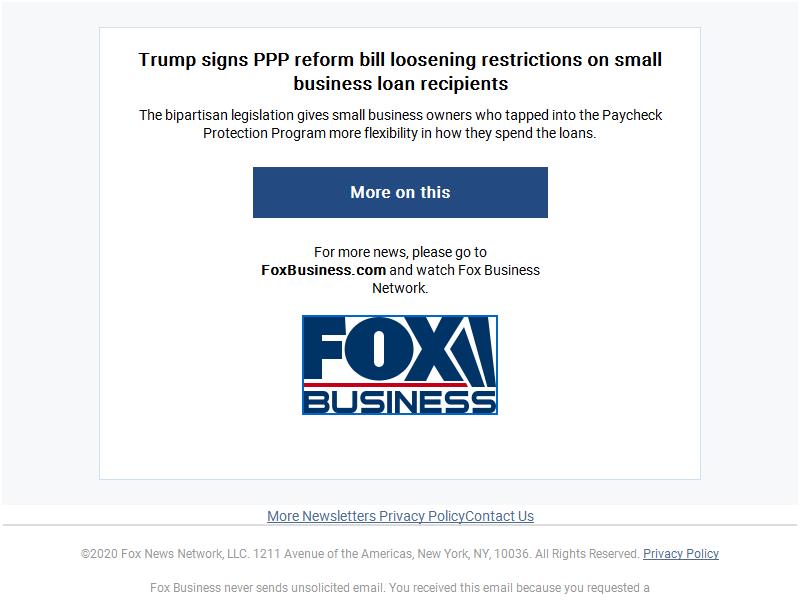 Trump signs PPP reform bill loosening restrictions on small
business loan recipients
The bipartisan legislation gives small business owners who tapped into the Paycheck
Protection Program more flexibility in how they spend the loans.
More on this
For more news, please go to
FoxBusiness.com and watch Fox Business
Network.
FOX
BUSINESS
More Newsletters Privacy PolicyContact Us
©2020 Fox News Network, LLC. 1211 Avenue of the Americas, New York, NY, 10036. All Rights Reserved. Privacy Policy
Fox Business never sends unsolicited email. You received this email because you requested a